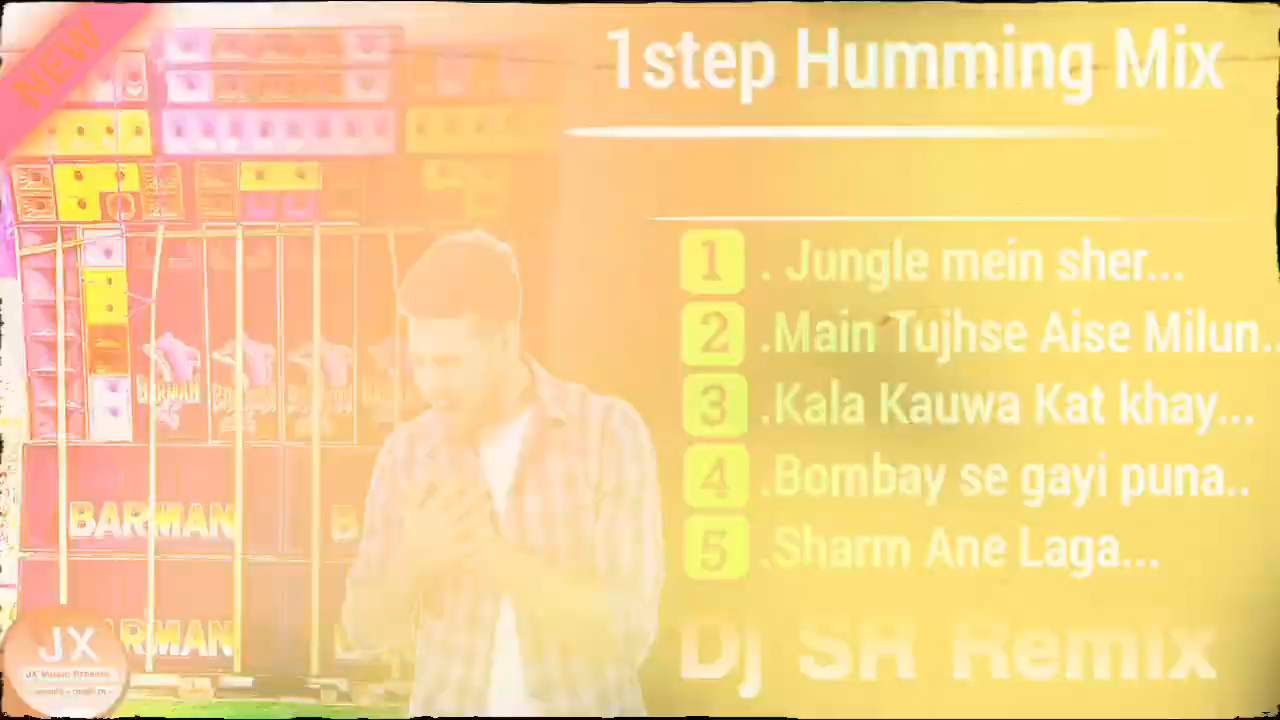 NEW
1step Humming Mix
1 . Jungle mein sher...
2 .Main Tujhse Aise Milun..
3 .Kala Kauwa Kat khay...
4 .Bombay se gayi puna..
5 .Sharm Ane Laga...
Dj SR Remix
BARMAN
BARMAN
BARMAN B
RMAN
JX
JX Music